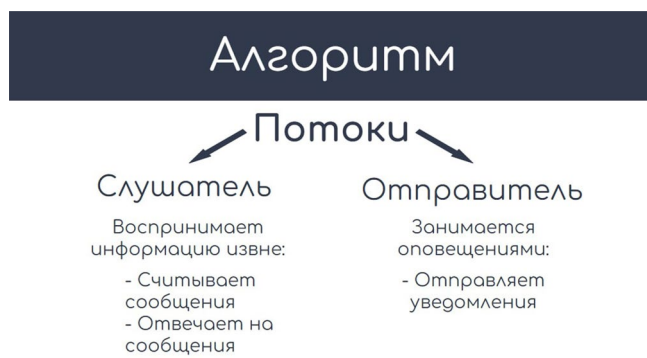 Алгоритм
Потоки
Слушатель
Воспринимает
информацию извне:
- Считывает
сообщения
- Отвечает на
сообщения
Отправитель
Занимается
оповещениями:
- Отправляет
уведомления